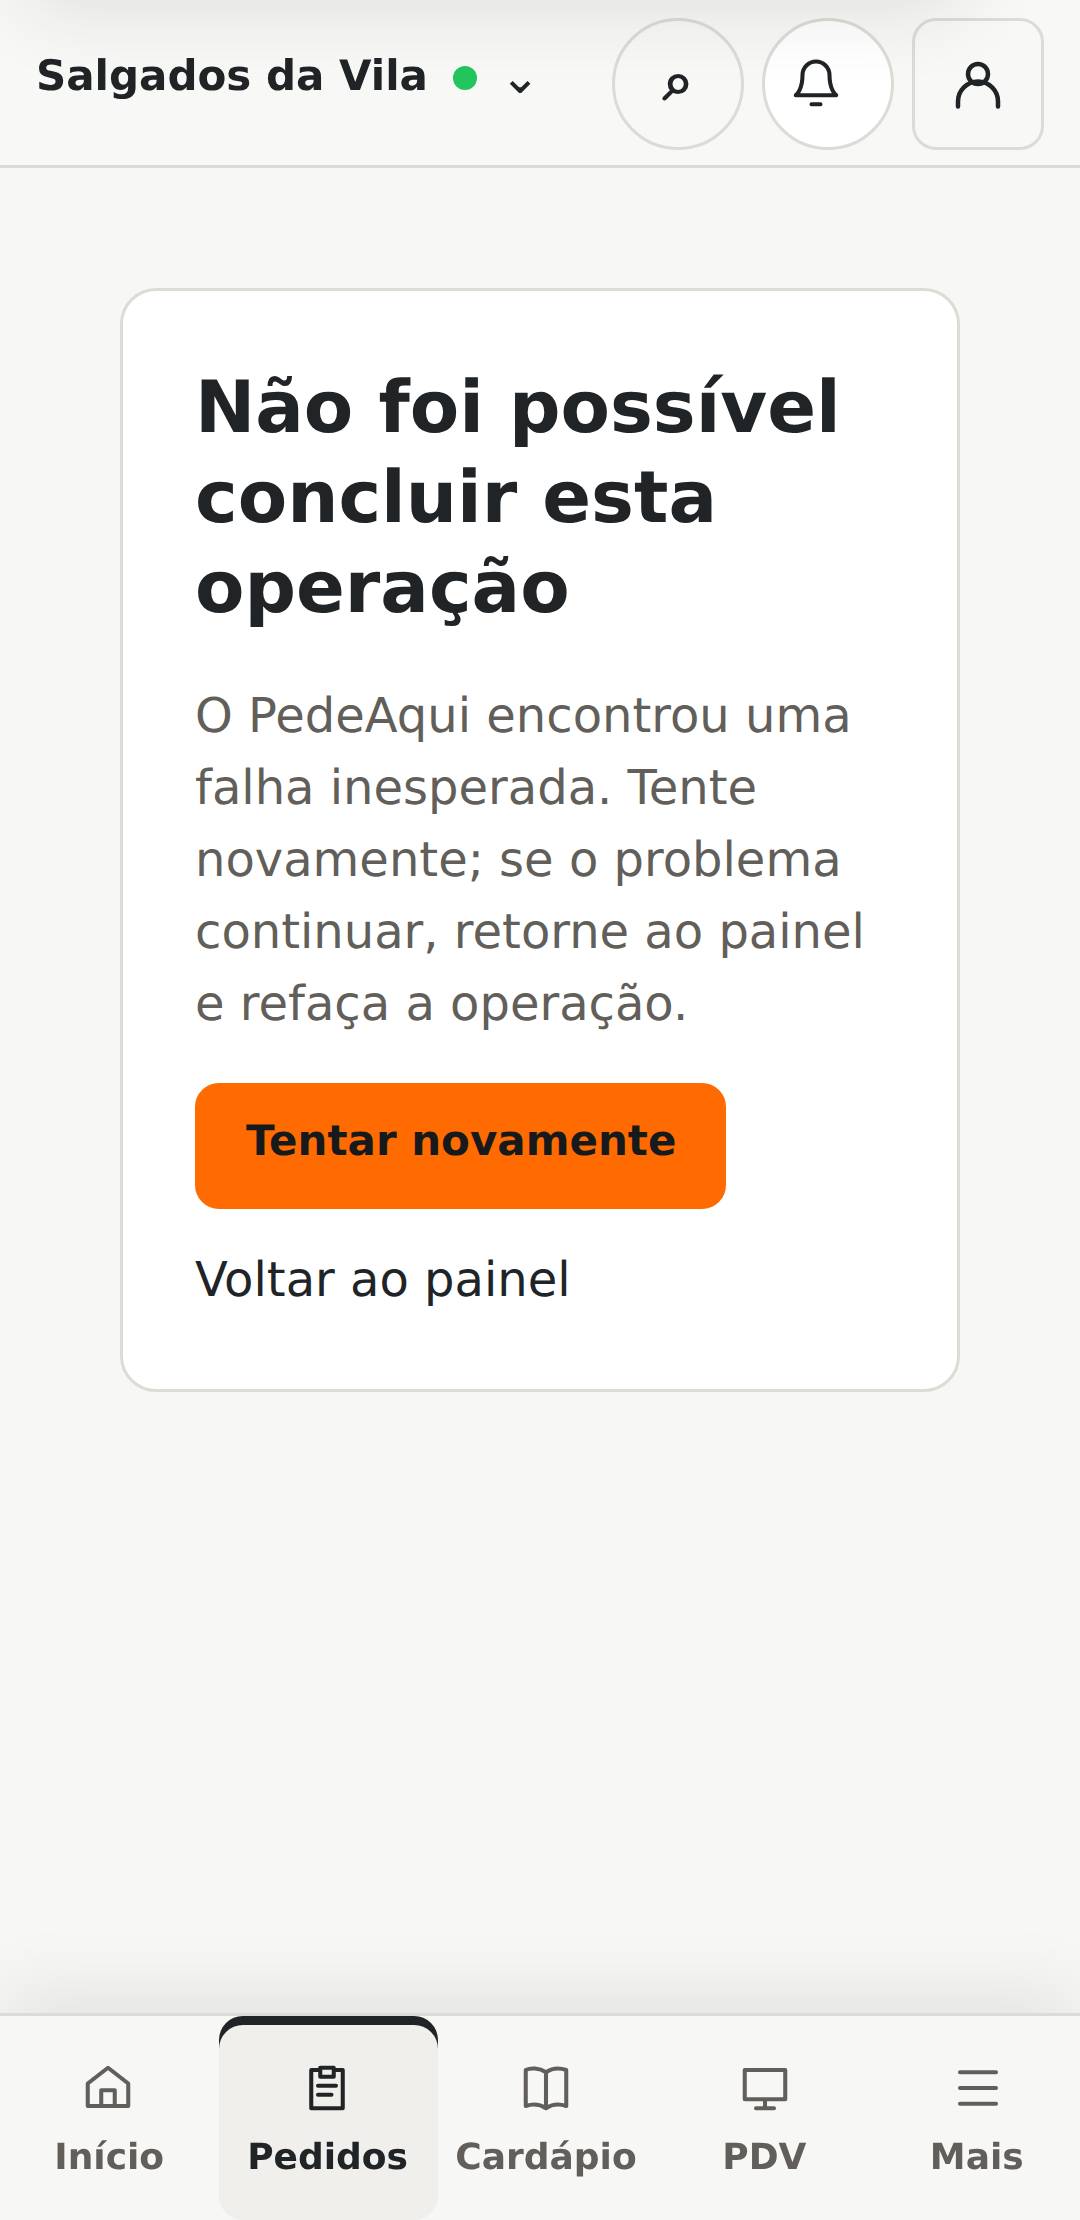 Salgados da Vila
Não foi possível
concluir esta
operação
O PedeAqui encontrou uma
falha inesperada. Tente
novamente; se o problema
continuar, retorne ao painel
e refaça a operação.
Tentar novamente
Voltar ao painel
Início
Pedidos
Cardápio
PDV
Mais